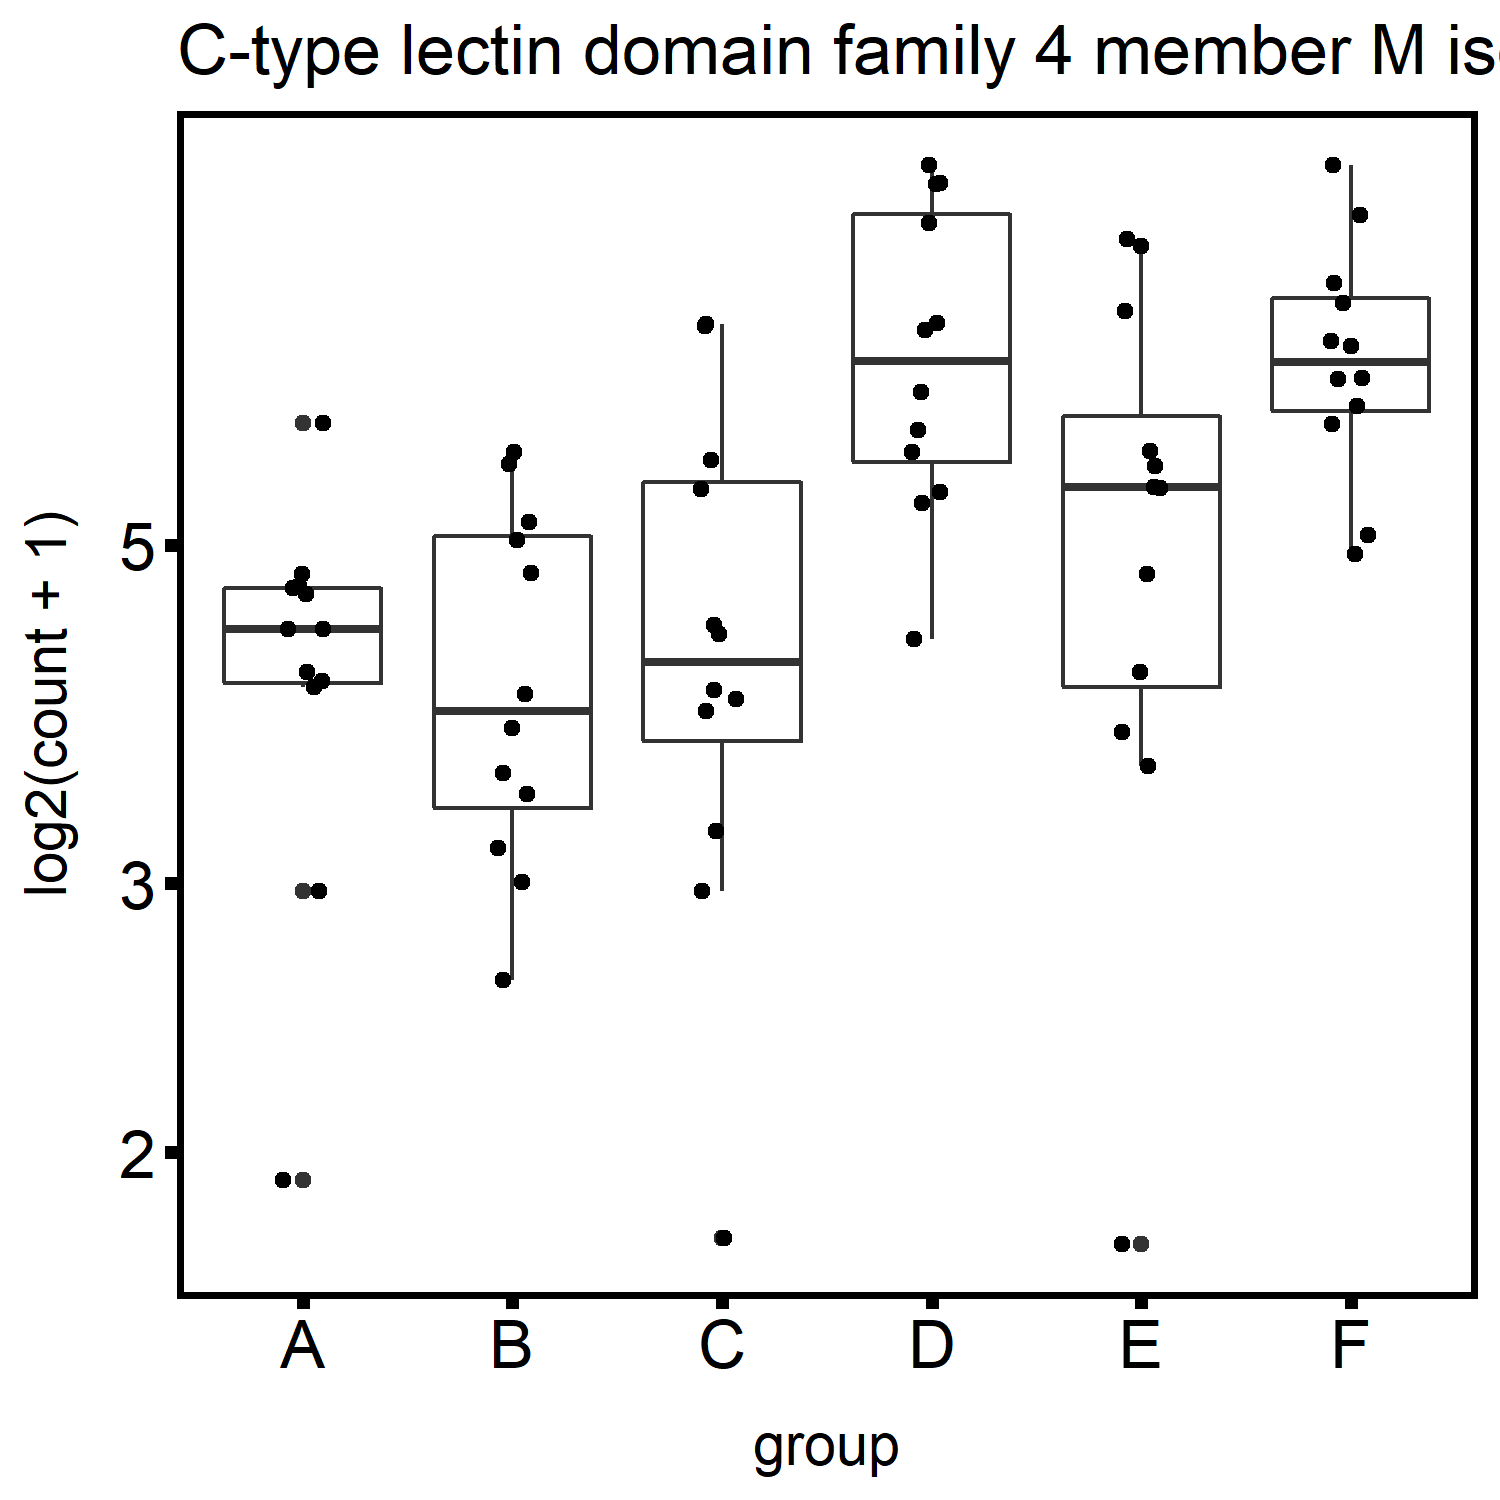 C-type lectin domain family 4 member M is
log2(count + 1)
5
3
2
A B C D E F
group